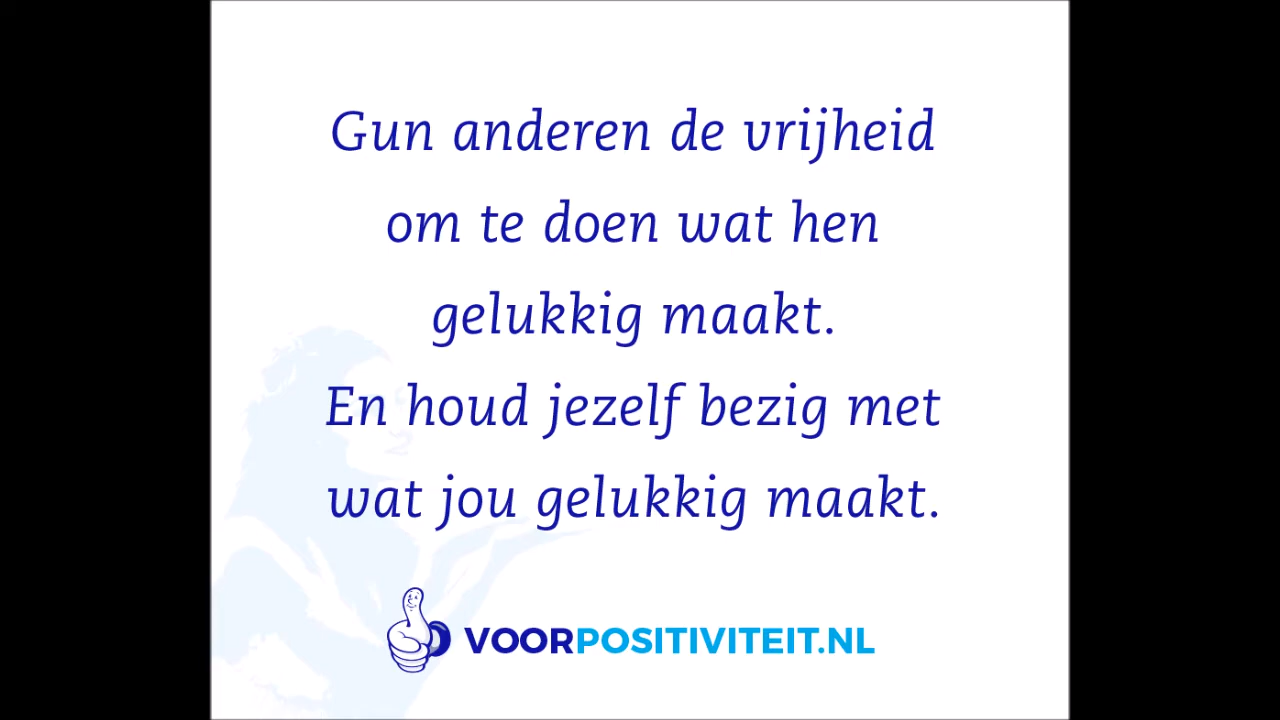 Gun anderen de vrijheid
om te doen wat hen
gelukkig maakt.
En houd jezelf bezig met
wat jou gelukkig maakt.
VOORPOSITIVITEIT.NL